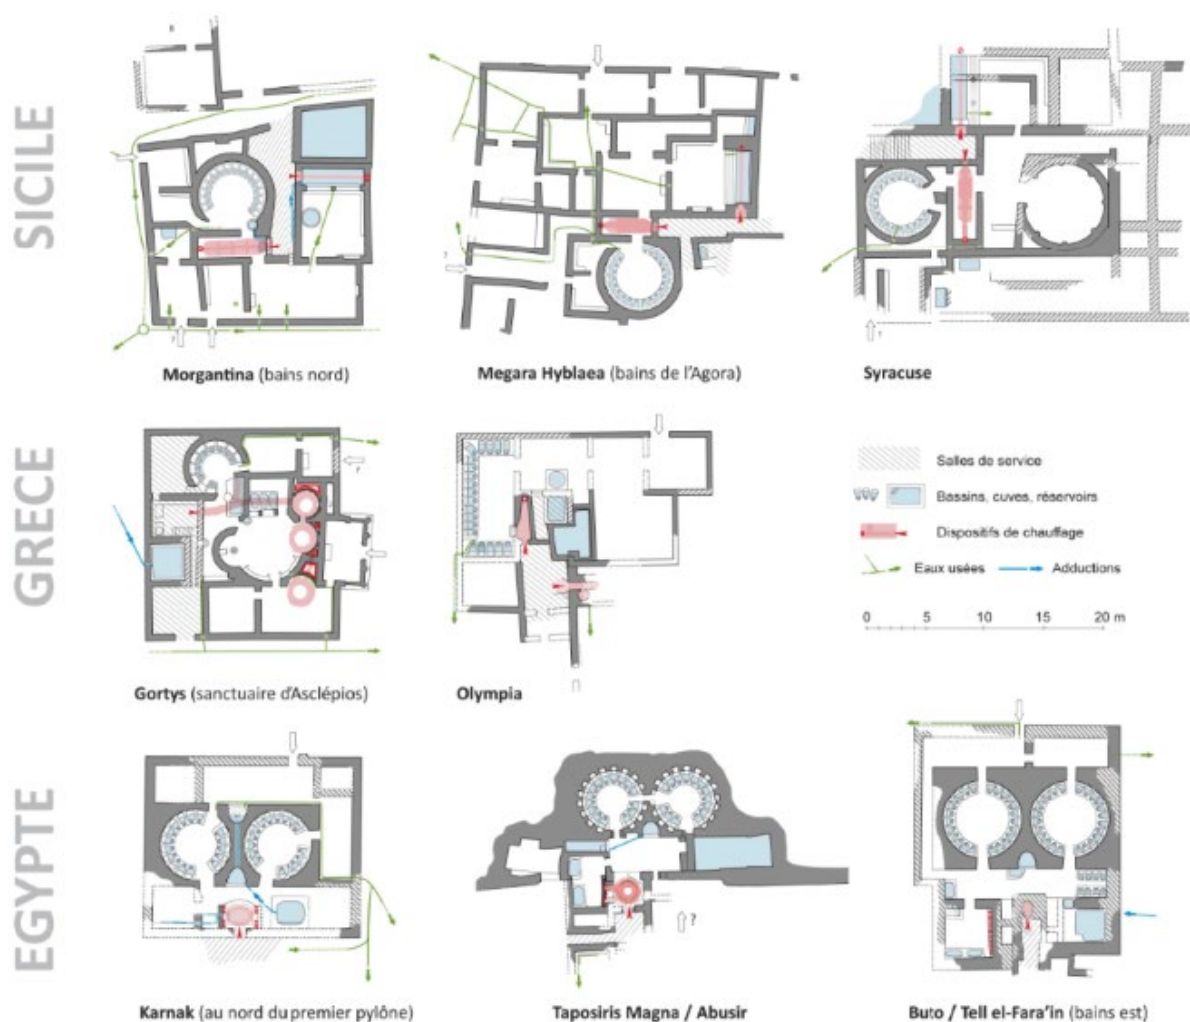 SICILE
Morgantina (bains nord)
Megara Hyblaea (bains de l'Agora)
Syracuse
GRECE
Gortys (sanctuaire d'Asclépios)
Olympia
Salles de service
Bassins, cuves, réservoirs
Dispositifs de chauffage
Eaux usées
Adductions
0 5 10 15 20 m
EGYPTE
Karnak (au nord du premier pylône)
Taposiris Magna / Abusir
Buto / Tell el-Fara'in (bains est)
?
?
?
?
?